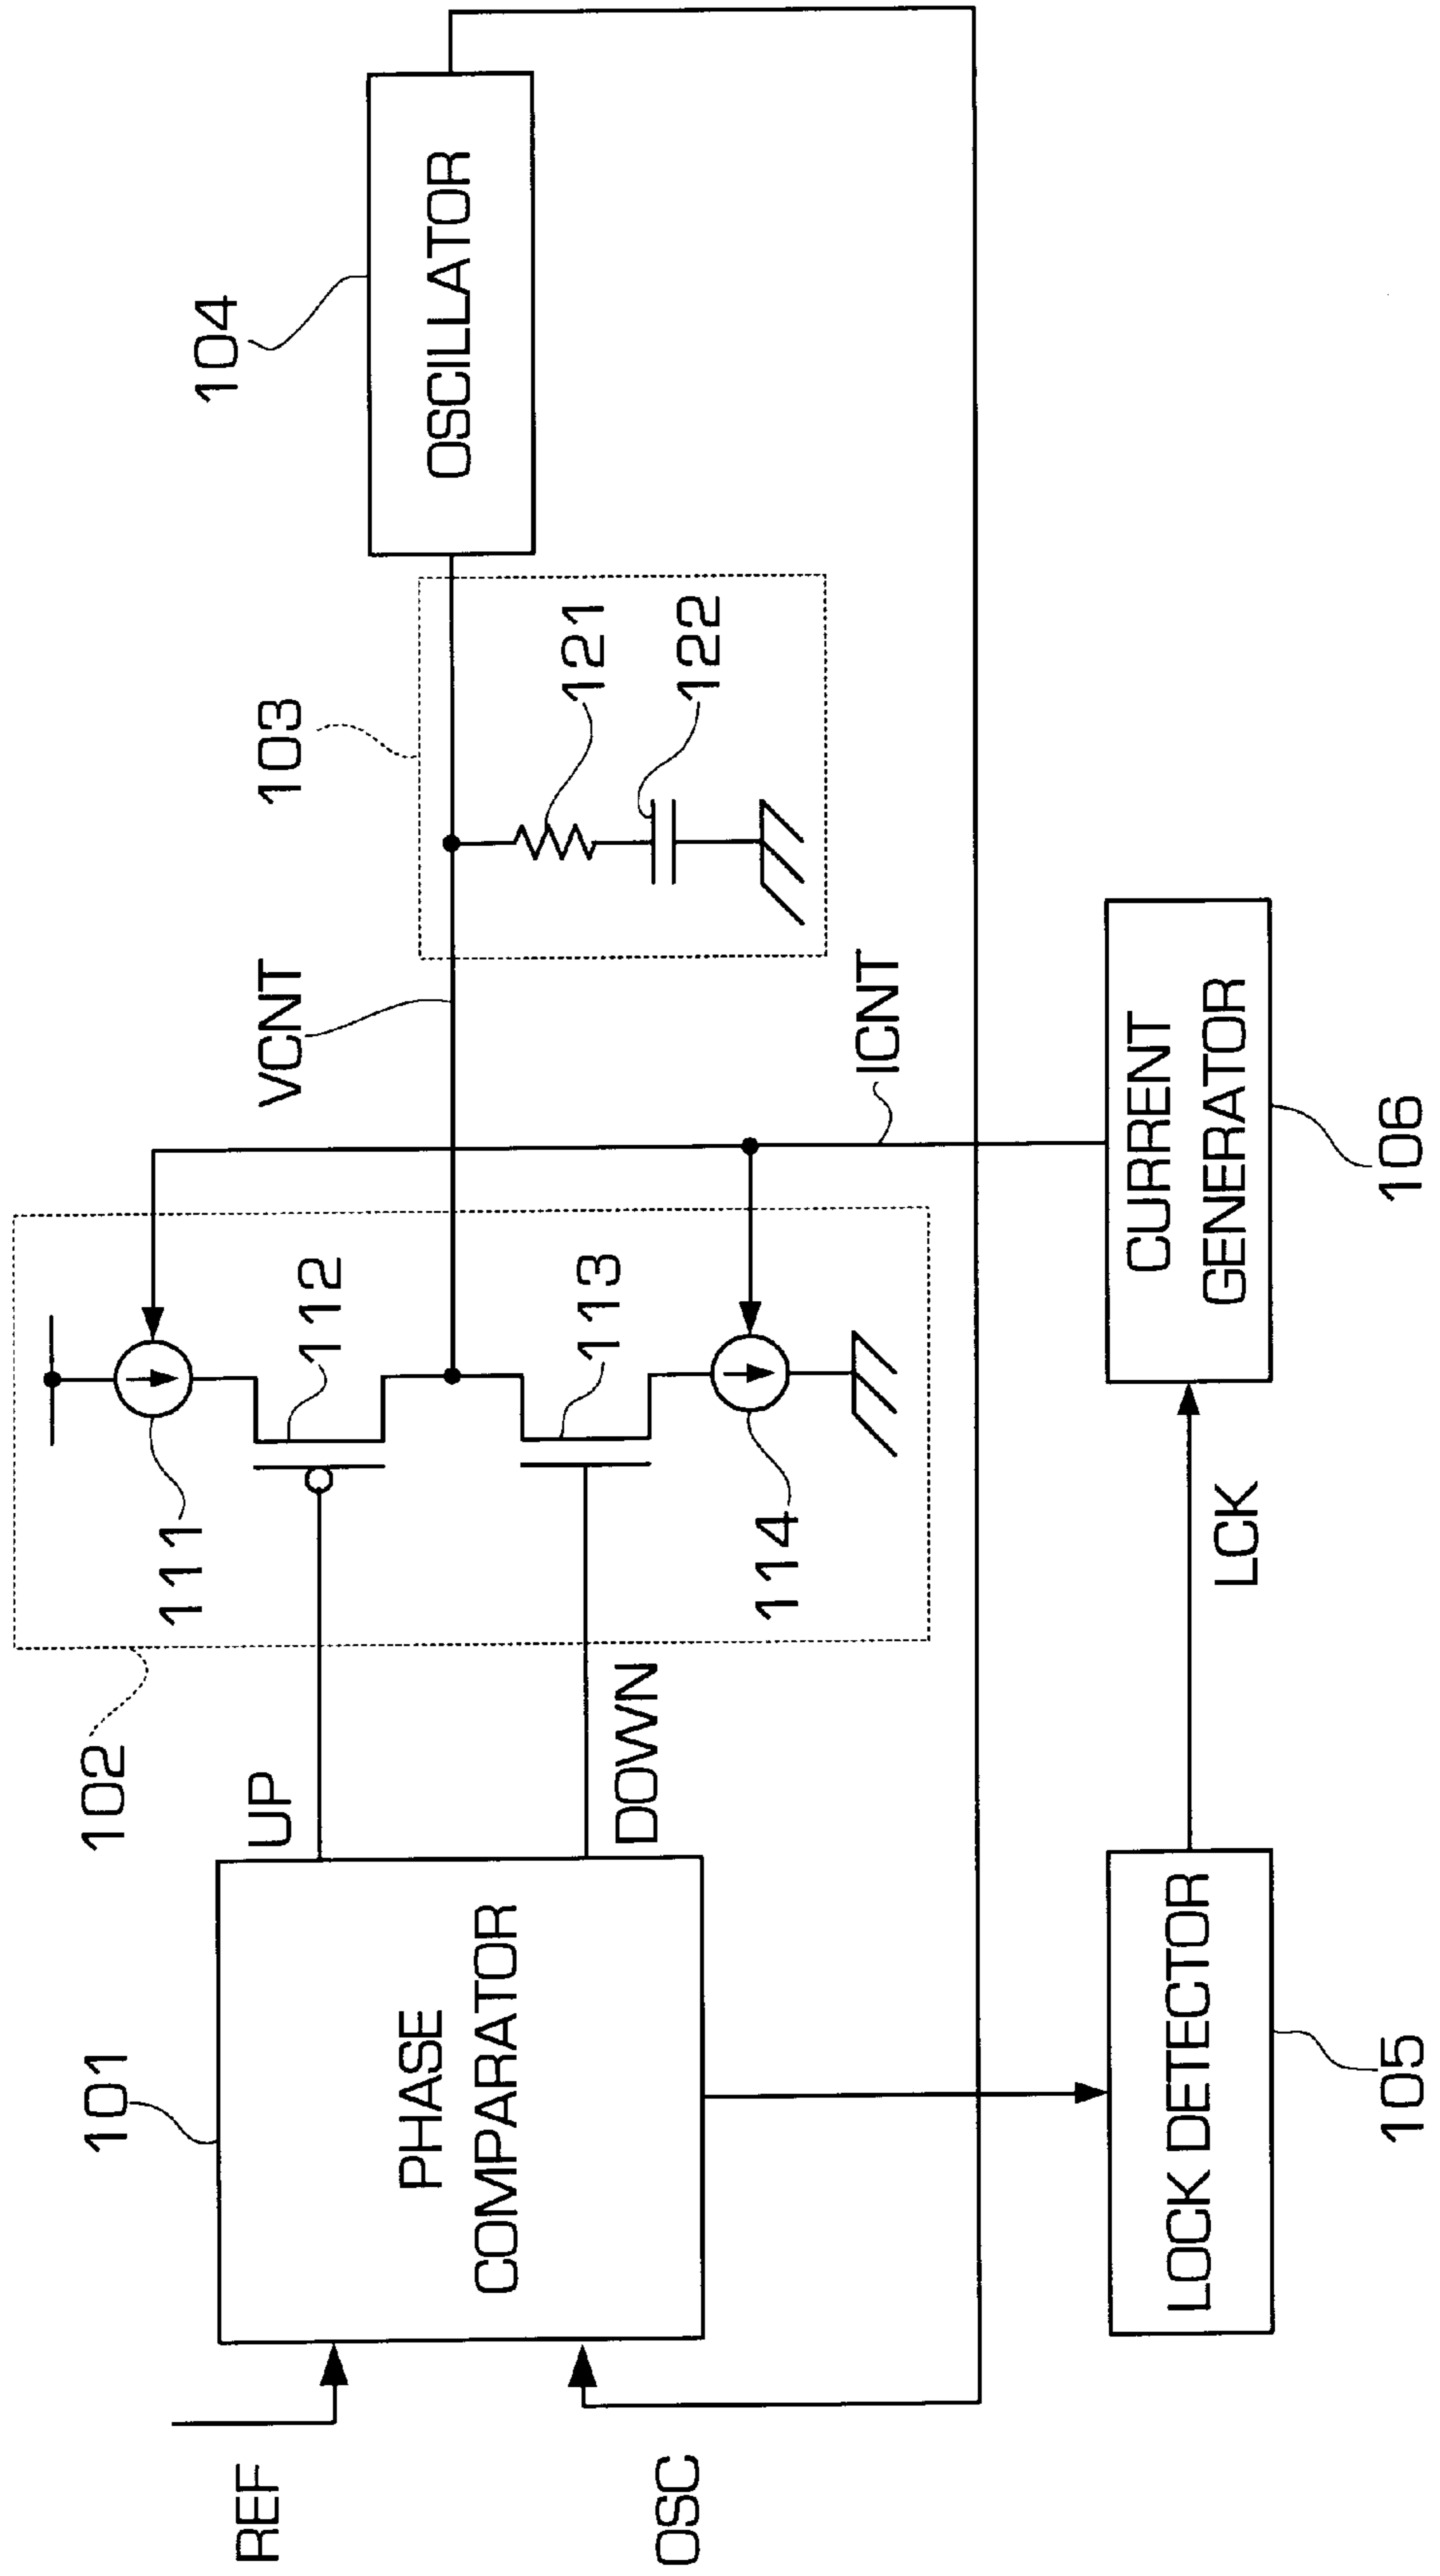 101
PHASE
COMPARATOR
REF
OSC
UP
DOWN
102
111
112
113
114
VCNT
103
121
122
104
OSCILLATOR
ICNT
LOCK DETECTOR
105
LCK
CURRENT
GENERATOR
106